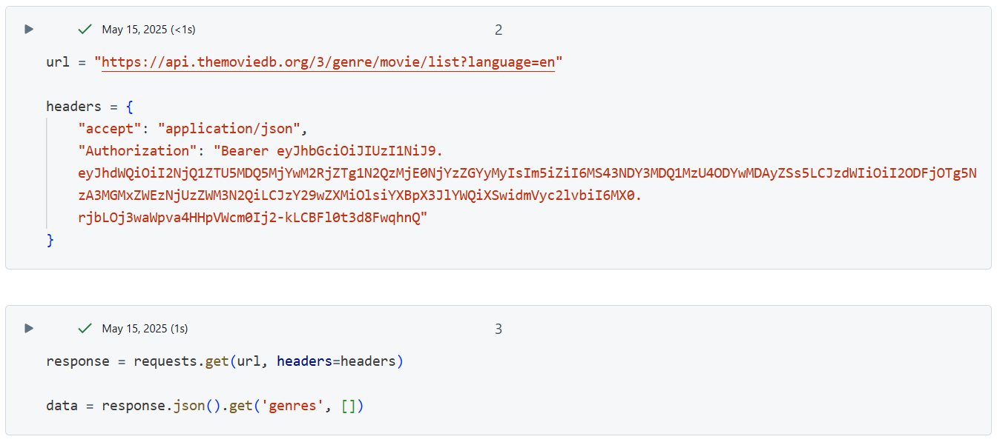 May 15, 2025 (<1s)
2
url = "https://api.themoviedb.org/3/genre/movie/list?language=en"
headers = {
"accept": "application/json",
"Authorization": "Bearer eyJhbGciOiJIUzI1NiJ9.
eyJhdWQiOiI2NjQ1ZTU5MDQ5MjYwM2RjZTg1N2QzMjE0NjYzZGYyMyIsIm5iZiI6MS43NDY3MDQ1MzU4ODYwMDAyZSs5LCJzdWIiOiI2ODFjOTg5N
zA3MGMxZWEzNjUzZWM3N2QiLCJzY29wZXMiOlsiYXBpX3JlYWQiXSwidmVyc2lvbiI6MX0.
rjbLOj3waWpva4HHpVWcm0Ij2-kLCBFl0t3d8FwqhnQ"
}
May 15, 2025 (1s)
3
response = requests.get(url, headers=headers)
data = response.json().get('genres', [])